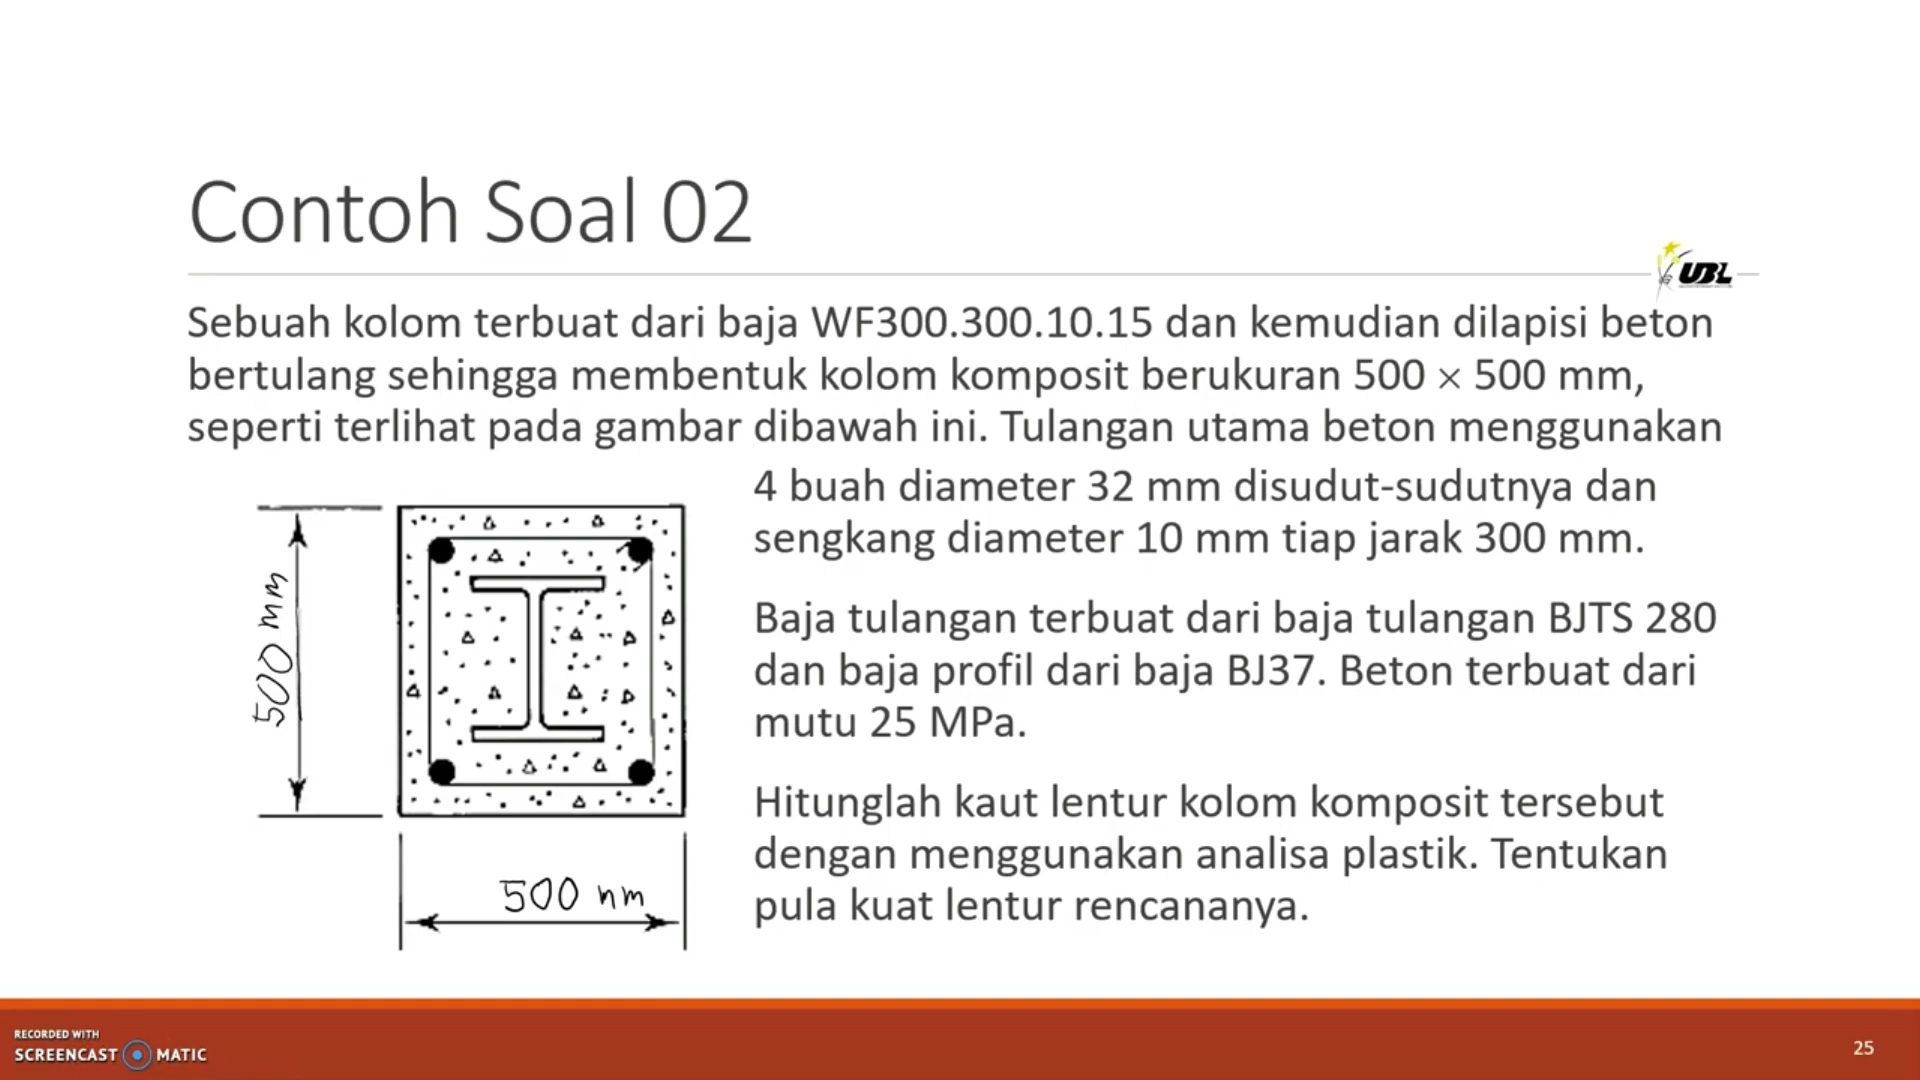 Contoh Soal 02
UBL
Sebuah kolom terbuat dari baja WF300.300.10.15 dan kemudian dilapisi beton
bertulang sehingga membentuk kolom komposit berukuran 500 × 500 mm,
seperti terlihat pada gambar dibawah ini. Tulangan utama beton menggunakan
4 buah diameter 32 mm disudut-sudutnya dan
sengkang diameter 10 mm tiap jarak 300 mm.
Baja tulangan terbuat dari baja tulangan BJTS 280
dan baja profil dari baja BJ37. Beton terbuat dari
mutu 25 MPa.
Hitunglah kaut lentur kolom komposit tersebut
dengan menggunakan analisa plastik. Tentukan
pula kuat lentur rencananya.
500 mm
500 mm
RECORDED WITH
SCREENCAST MATIC
25